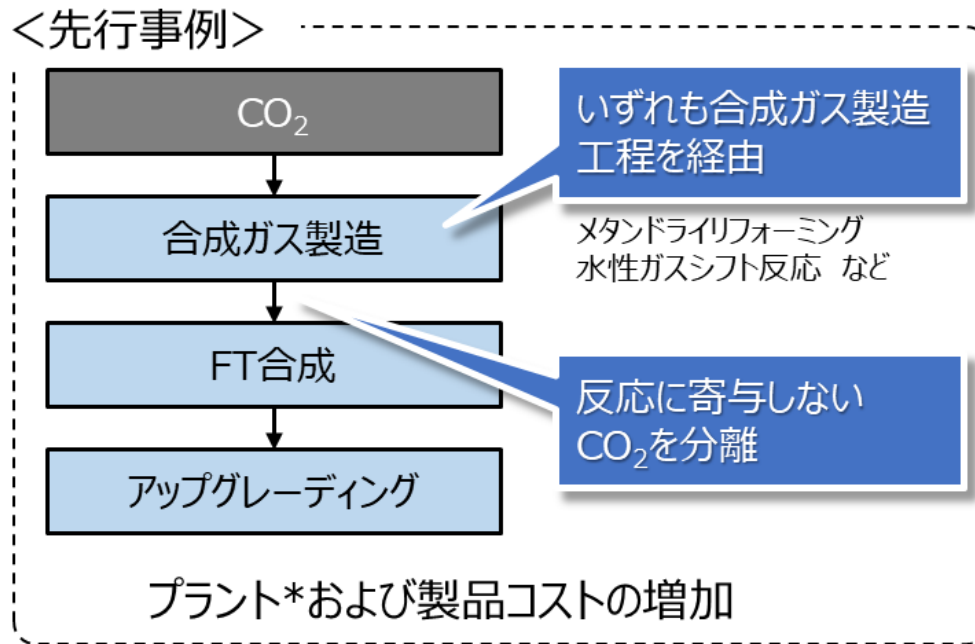 ＜先行事例＞
CO₂
いずれも合成ガス製造
工程を経由
合成ガス製造
メタンドライリフォーミング
水性ガスシフト反応　など
FT合成
反応に寄与しない
CO₂を分離
アップグレーディング
プラント*および製品コストの増加